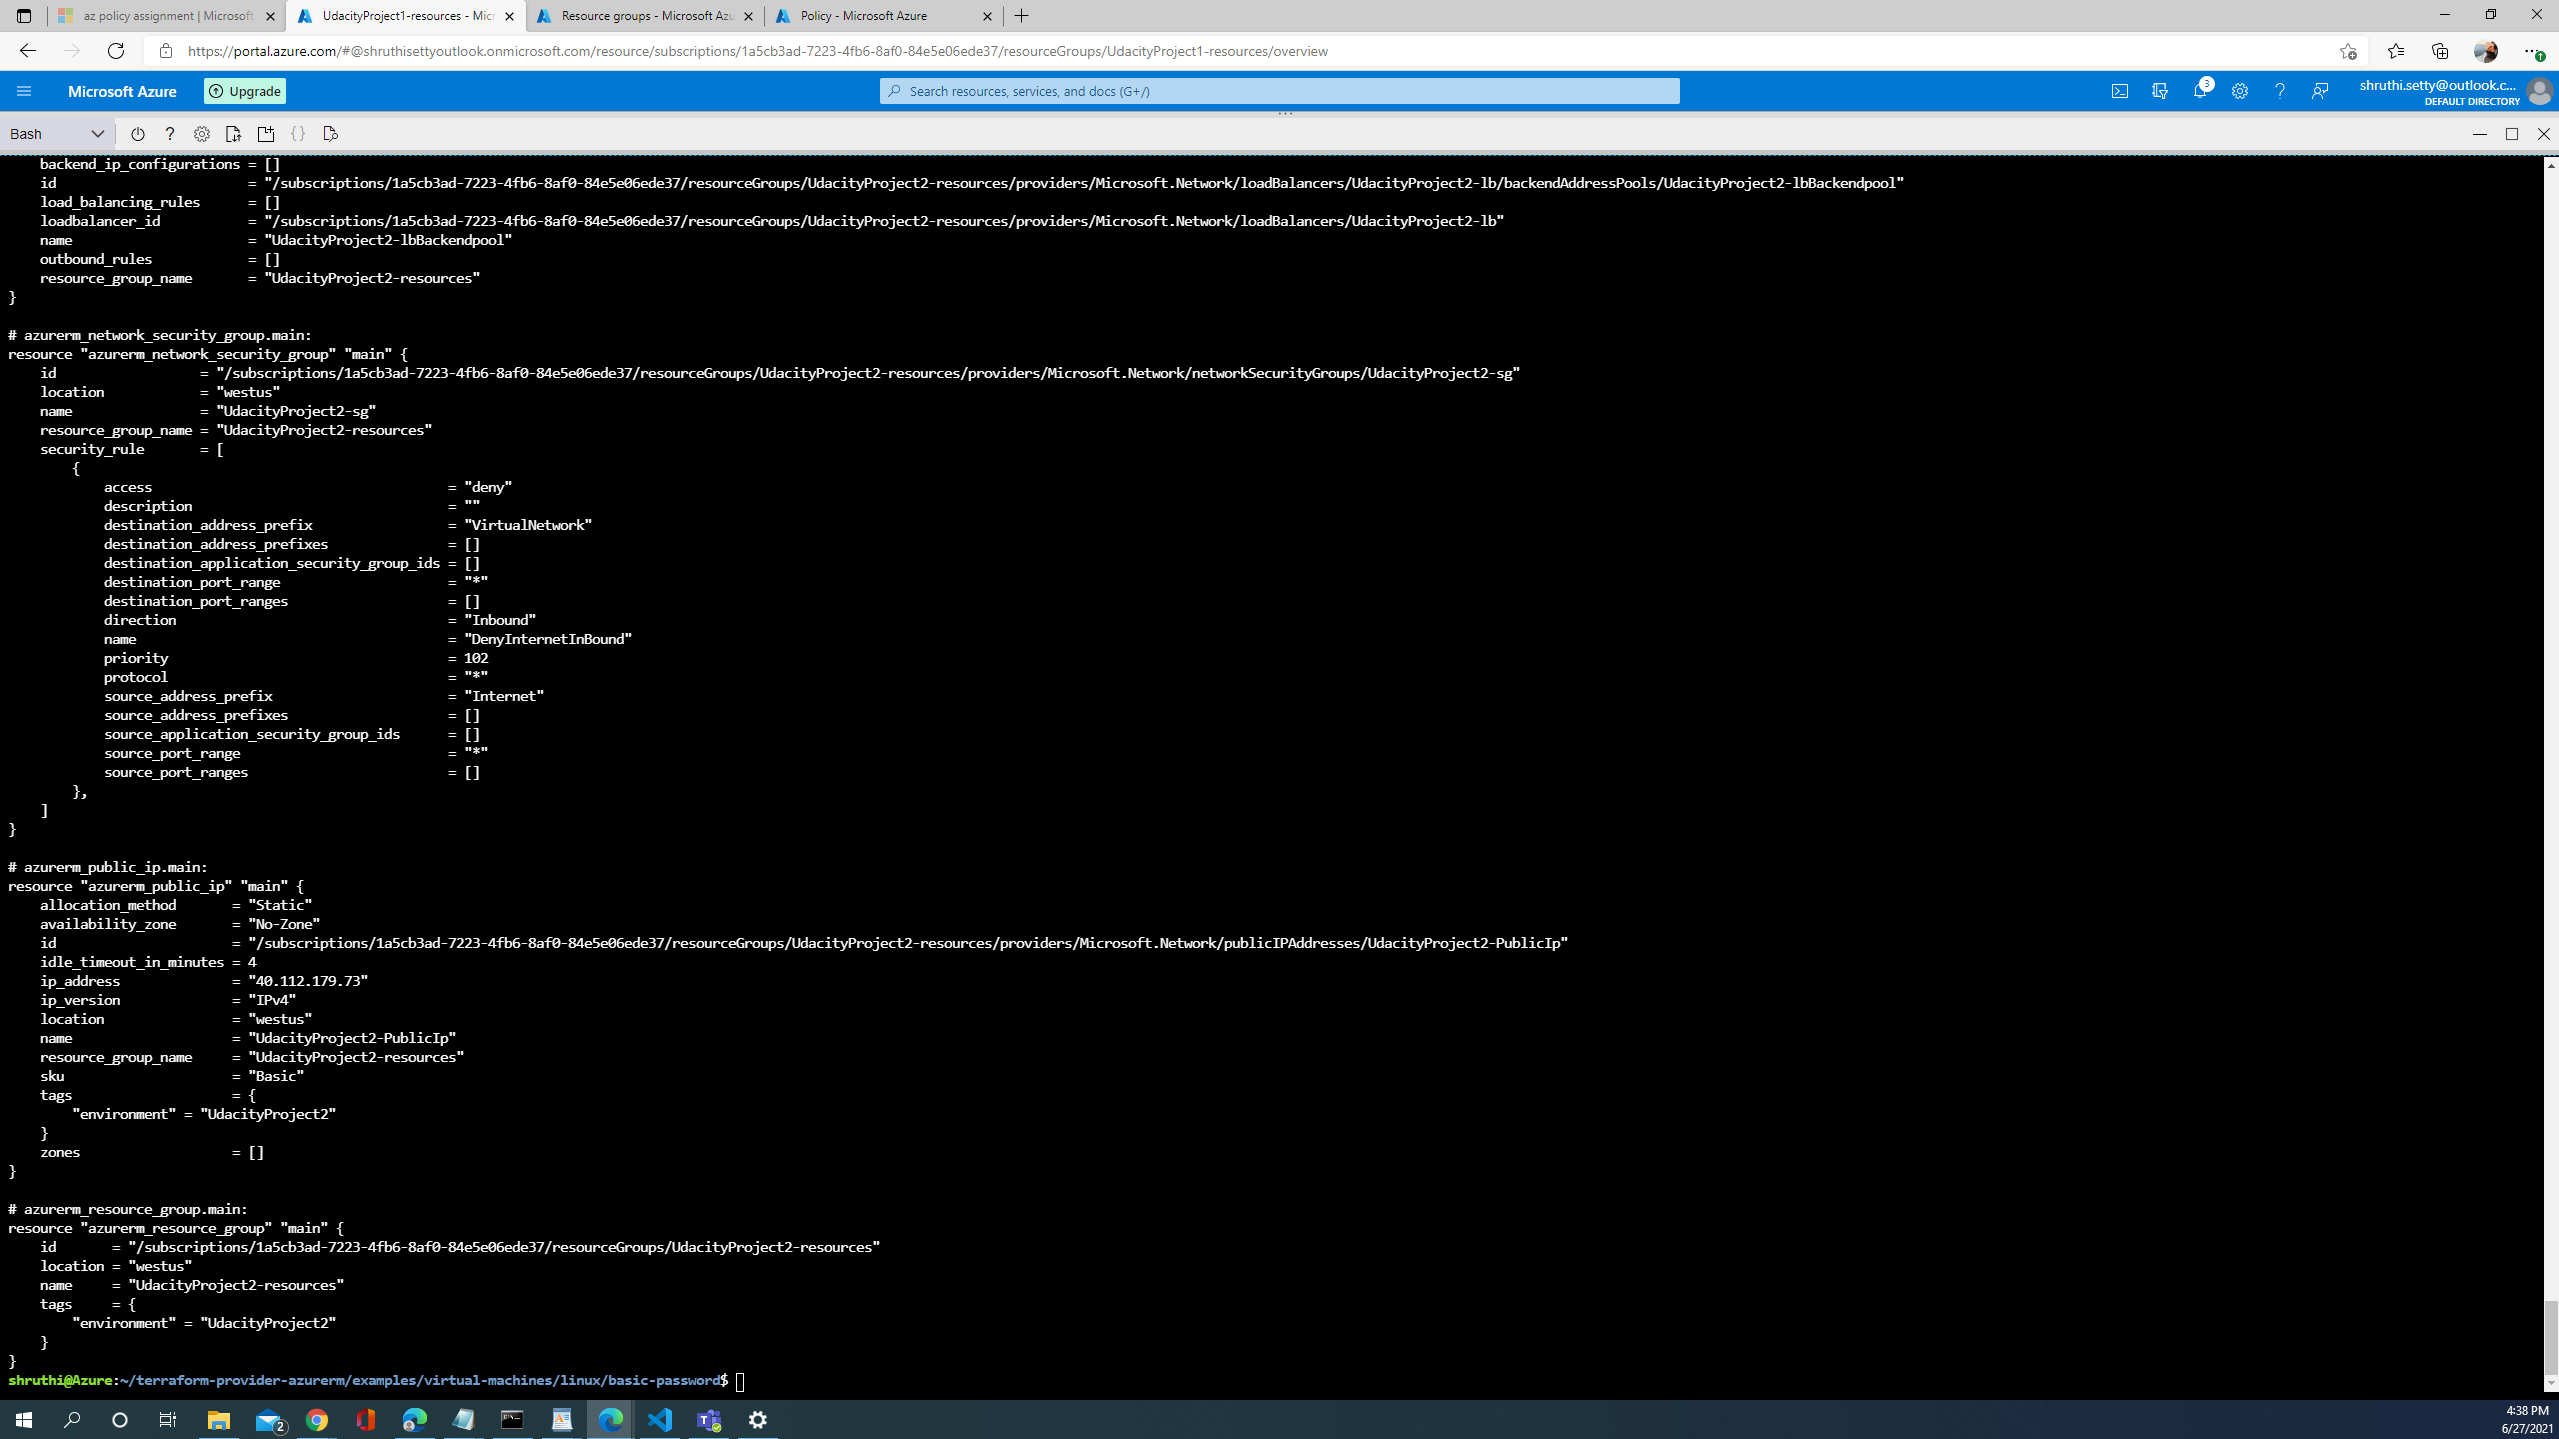 az policy assignment | Microsoft
UdacityProject1-resources - Micr
Resource groups - Microsoft Azu
Policy - Microsoft Azure
https://portal.azure.com/#@shruthisettyoutlook.onmicrosoft.com/resource/subscriptions/1a5cb3ad-7223-4fb6-8af0-84e5e06ede37/resourceGroups/UdacityProject1-resources/overview
Microsoft Azure
Upgrade
Search resources, services, and docs (G+/)
3
shruthi.setty@outlook.c...
DEFAULT DIRECTORY
Bash
    backend_ip_configurations = []
    id                        = "/subscriptions/1a5cb3ad-7223-4fb6-8af0-84e5e06ede37/resourceGroups/UdacityProject2-resources/providers/Microsoft.Network/loadBalancers/UdacityProject2-lb/backendAddressPools/UdacityProject2-lbBackendpool"
    load_balancing_rules      = []
    loadbalancer_id           = "/subscriptions/1a5cb3ad-7223-4fb6-8af0-84e5e06ede37/resourceGroups/UdacityProject2-resources/providers/Microsoft.Network/loadBalancers/UdacityProject2-lb"
    name                      = "UdacityProject2-lbBackendpool"
    outbound_rules            = []
    resource_group_name       = "UdacityProject2-resources"
}
# azurerm_network_security_group.main:
resource "azurerm_network_security_group" "main" {
    id                  = "/subscriptions/1a5cb3ad-7223-4fb6-8af0-84e5e06ede37/resourceGroups/UdacityProject2-resources/providers/Microsoft.Network/networkSecurityGroups/UdacityProject2-sg"
    location            = "westus"
    name                = "UdacityProject2-sg"
    resource_group_name = "UdacityProject2-resources"
    security_rule       = [
        {
            access                                     = "deny"
            description                                = ""
            destination_address_prefix                 = "VirtualNetwork"
            destination_address_prefixes               = []
            destination_application_security_group_ids = []
            destination_port_range                     = "*"
            destination_port_ranges                    = []
            direction                                  = "Inbound"
            name                                       = "DenyInternetInBound"
            priority                                   = 102
            protocol                                   = "*"
            source_address_prefix                      = "Internet"
            source_address_prefixes                    = []
            source_application_security_group_ids      = []
            source_port_range                          = "*"
            source_port_ranges                         = []
        },
    ]
}
# azurerm_public_ip.main:
resource "azurerm_public_ip" "main" {
    allocation_method       = "Static"
    availability_zone       = "No-Zone"
    id                      = "/subscriptions/1a5cb3ad-7223-4fb6-8af0-84e5e06ede37/resourceGroups/UdacityProject2-resources/providers/Microsoft.Network/publicIPAddresses/UdacityProject2-PublicIp"
    idle_timeout_in_minutes = 4
    ip_address              = "40.112.179.73"
    ip_version              = "IPv4"
    location                = "westus"
    name                    = "UdacityProject2-PublicIp"
    resource_group_name     = "UdacityProject2-resources"
    sku                     = "Basic"
    tags                    = {
        "environment" = "UdacityProject2"
    }
    zones                   = []
}
# azurerm_resource_group.main:
resource "azurerm_resource_group" "main" {
    id       = "/subscriptions/1a5cb3ad-7223-4fb6-8af0-84e5e06ede37/resourceGroups/UdacityProject2-resources"
    location = "westus"
    name     = "UdacityProject2-resources"
    tags     = {
        "environment" = "UdacityProject2"
    }
}
shruthi@Azure:~/terraform-provider-azurerm/examples/virtual-machines/linux/basic-password$
2
4:38 PM
6/27/2021